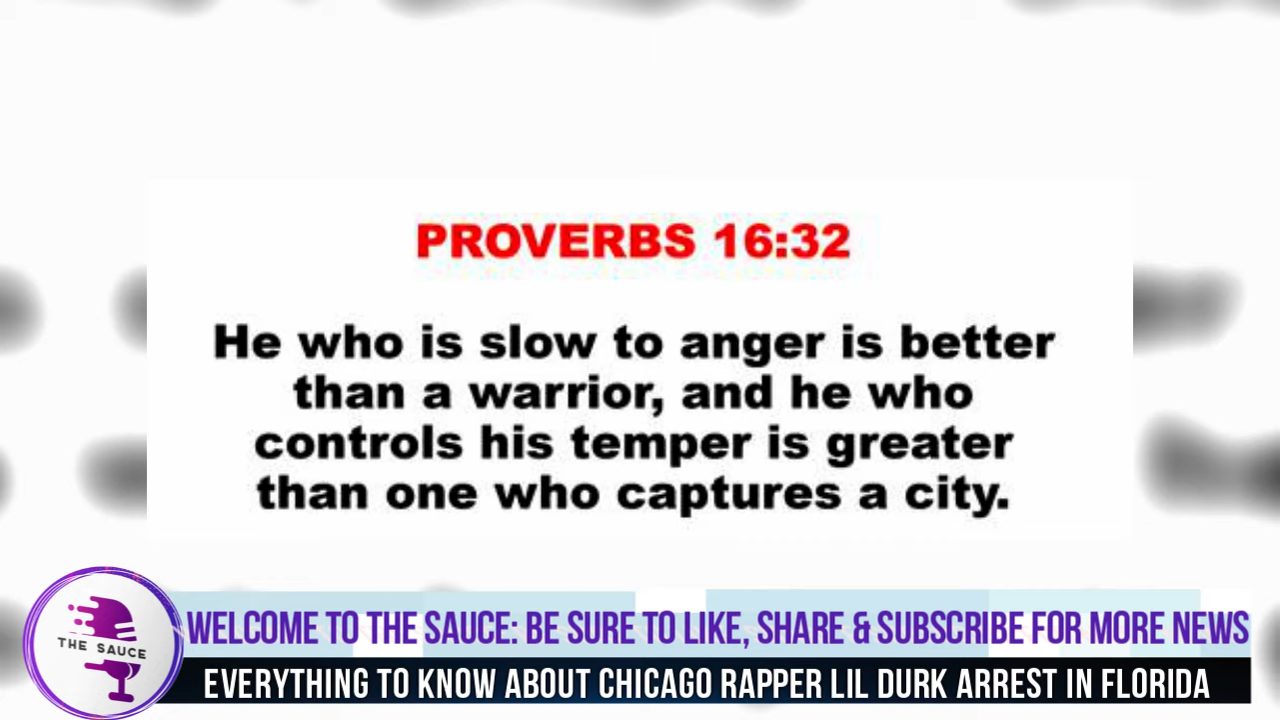 PROVERBS 16:32
He who is slow to anger is better
than a warrior, and he who
controls his temper is greater
than one who captures a city.
THE SAUCE
WELCOME TO THE SAUCE: BE SURE TO LIKE, SHARE & SUBSCRIBE FOR MORE NEWS
EVERYTHING TO KNOW ABOUT CHICAGO RAPPER LIL DURK ARREST IN FLORIDA